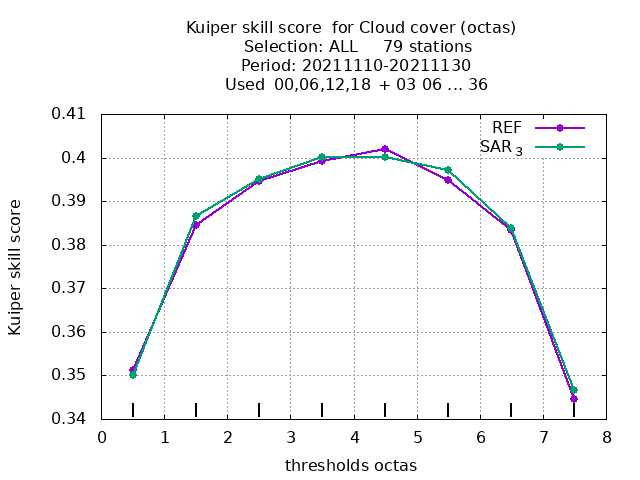 Kuiper skill score for Cloud cover (octas)
Selection: ALL 79 stations
Period: 20211110-20211130
Used 00,06,12,18 + 03 06 ... 36
0.41
0.4
0.39
0.38
0.37
0.36
0.35
0.34
Kuiper skill score
REF
SAR 3
0 1 2 3 4 5 6 7 8
thresholds octas